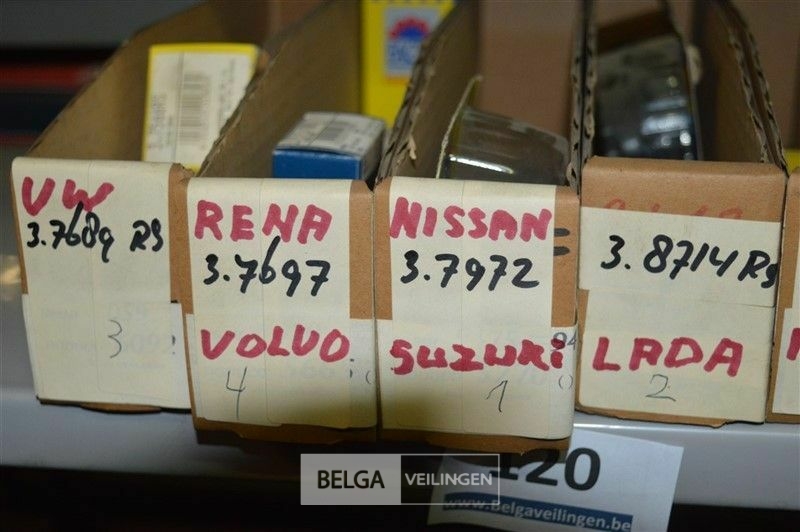 VW
3.7689 RS
3
RENA
3.7697
VOLVO
4
NISSAN
3.7972
SUZUKI
1
3.8714 RS
LADA
2
BELGA VEILINGEN
420
www.Belgaveilingen.be